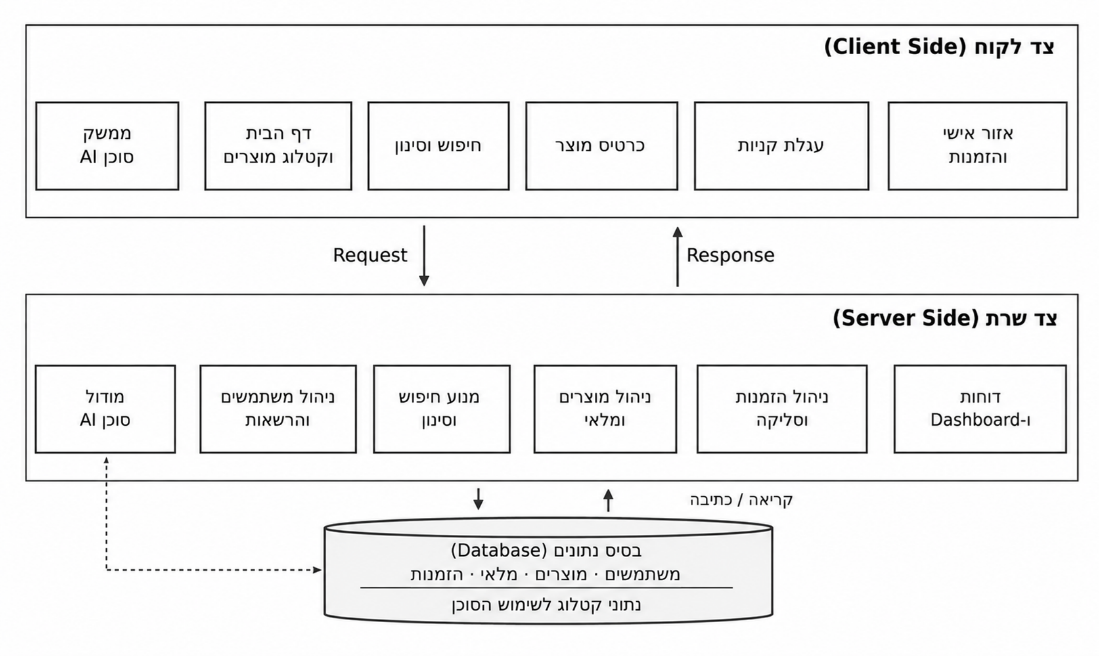 צד לקוח (Client Side)
אזור אישי
והזמנות
עגלת קניות
כרטיס מוצר
חיפוש וסינון
דף הבית
וקטלוג מוצרים
ממשק
סוכן AI
Request
Response
צד שרת (Server Side)
דוחות
ו-Dashboard
ניהול הזמנות
וסליקה
ניהול מוצרים
ומלאי
מנוע חיפוש
וסינון
ניהול משתמשים
והרשאות
מודול
סוכן AI
קריאה / כתיבה
בסיס נתונים (Database)
משתמשים · מוצרים · מלאי · הזמנות
נתוני קטלוג לשימוש הסוכן